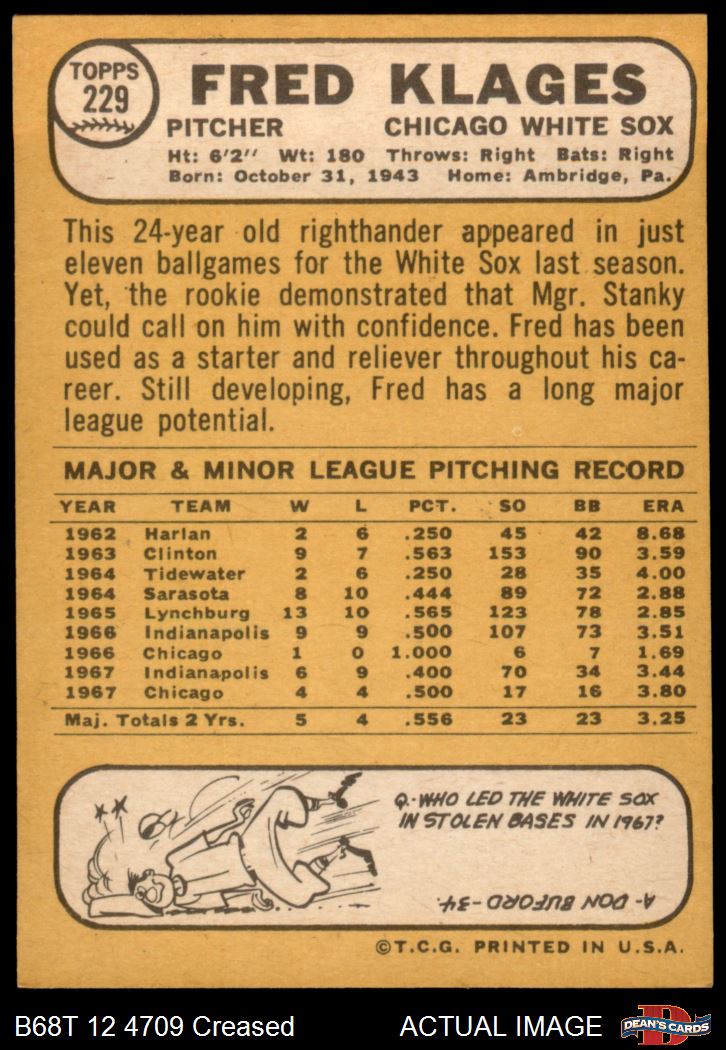 TOPPS
229
FRED KLAGES
PITCHER CHICAGO WHITE SOX
Ht: 6'2" Wt: 180 Throws: Right Bats: Right
Born: October 31, 1943 Home: Ambridge, Pa.
This 24-year old righthander appeared in just
eleven ballgames for the White Sox last season.
Yet, the rookie demonstrated that Mgr. Stanky
could call on him with confidence. Fred has been
used as a starter and reliever throughout his ca-
reer. Still developing, Fred has a long major
league potential.
MAJOR & MINOR LEAGUE PITCHING RECORD
YEAR TEAM W L PCT. SO BB ERA
1962 Harlan 2 6 .250 45 42 8.68
1963 Clinton 9 7 .563 153 90 3.59
1964 Tidewater 2 6 .250 28 35 4.00
1964 Sarasota 8 10 .444 89 72 2.88
1965 Lynchburg 13 10 .565 123 78 2.85
1966 Indianapolis 9 9 .500 107 73 3.51
1966 Chicago 1 0 1.000 6 7 1.69
1967 Indianapolis 6 9 .400 70 34 3.44
1967 Chicago 4 4 .500 17 16 3.80
Maj. Totals 2 Yrs. 5 4 .556 23 23 3.25
Q.-WHO LED THE WHITE SOX
IN STOLEN BASES IN 1967?
A-DON BUFORD-34.
©T.C.G. PRINTED IN U.S.A.
B68T 12 4709 Creased ACTUAL IMAGE
D
DEAN'S CARDS